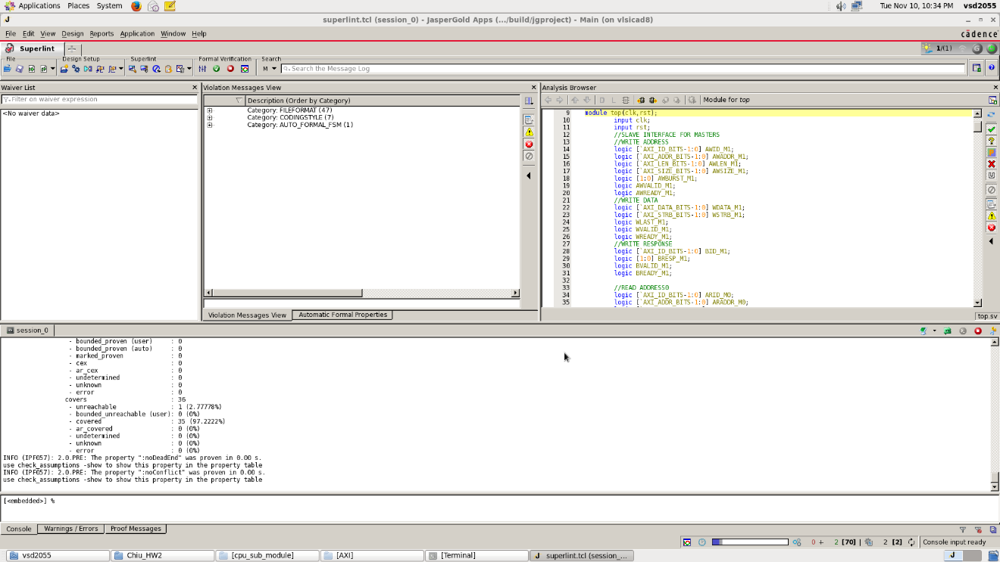 Applications Places System
Tue Nov 10, 10:34 PM vsd2055
superlint.tcl (session_0) - JasperGold Apps (.../build/jgproject) - Main (on vlsicad8)
File Edit View Design Reports Application Window Help
cādence
Superlint
1/(1)
File Design Setup Superlint Formal Verification Search
M Search the Message Log
Waiver List
Filter on waiver expression
<No waiver data>
Violation Messages View
Description (Order by Category)
Category: FILEFORMAT (47)
Category: CODINGSTYLE (7)
Category: AUTO_FORMAL_FSM (1)
Violation Messages View Automatic Formal Properties
Analysis Browser
Module for top
9 module top(clk,rst);
10 input clk;
11 input rst;
12 //SLAVE INTERFACE FOR MASTERS
13 //WRITE ADDRESS
14 logic [`AXI_ID_BITS-1:0] AWID_M1;
15 logic [`AXI_ADDR_BITS-1:0] AWADDR_M1;
16 logic [`AXI_LEN_BITS-1:0] AWLEN_M1;
17 logic [`AXI_SIZE_BITS-1:0] AWSIZE_M1;
18 logic [1:0] AWBURST_M1;
19 logic AWVALID_M1;
20 logic AWREADY_M1;
21 //WRITE DATA
22 logic [`AXI_DATA_BITS-1:0] WDATA_M1;
23 logic [`AXI_STRB_BITS-1:0] WSTRB_M1;
24 logic WLAST_M1;
25 logic WVALID_M1;
26 logic WREADY_M1;
27 //WRITE RESPONSE
28 logic [`AXI_ID_BITS-1:0] BID_M1;
29 logic [1:0] BRESP_M1;
30 logic BVALID_M1;
31 logic BREADY_M1;
32
33 //READ ADDRESS0
34 logic [`AXI_ID_BITS-1:0] ARID_M0;
35 logic [`AXI_ADDR_BITS-1:0] ARADDR_M0;
top.sv
session_0
- bounded_proven (user) : 0
- bounded_proven (auto) : 0
- marked_proven : 0
- cex : 0
- ar_cex : 0
- undetermined : 0
- unknown : 0
- error : 0
covers : 36
- unreachable : 1 (2.77778%)
- bounded_unreachable (user): 0 (0%)
- covered : 35 (97.2222%)
- ar_covered : 0 (0%)
- undetermined : 0 (0%)
- unknown : 0 (0%)
- error : 0 (0%)
INFO (IPF057): 2.0.PRE: The property ":noDeadEnd" was proven in 0.00 s.
use check_assumptions -show to show this property in the property table
INFO (IPF057): 2.0.PRE: The property ":noConflict" was proven in 0.00 s.
use check_assumptions -show to show this property in the property table
[<embedded>] %
Console Warnings / Errors Proof Messages
0 + 2 [70] 2 [2] Console input ready
vsd2055 Chiu_HW2 [cpu_sub_module] [AXI] [Terminal] superlint.tcl (session_...